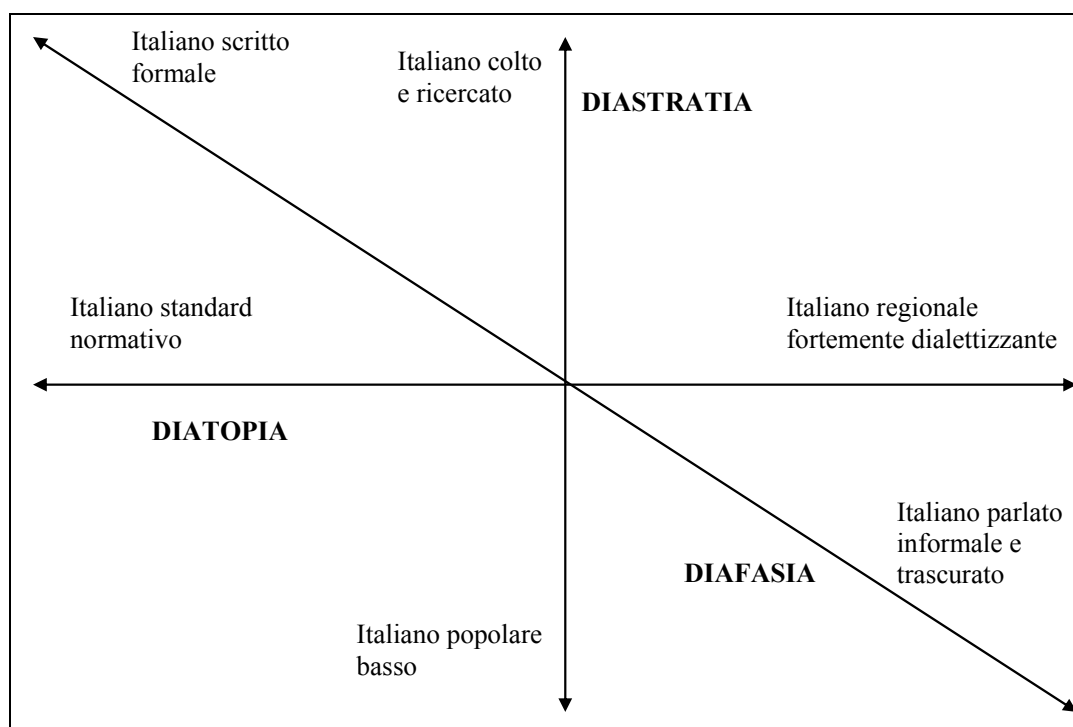 Italiano scritto
formale
Italiano colto
e ricercato
DIASTRATIA
Italiano standard
normativo
Italiano regionale
fortemente dialettizzante
DIATOPIA
Italiano parlato
informale e
trascurato
DIAFASIA
Italiano popolare
basso